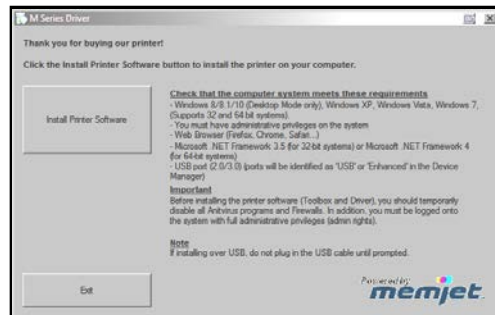 M Series Driver
Thank you for buying our printer!
Click the Install Printer Software button to install the printer on your computer.
Install Printer Software
Check that the computer system meets these requirements
- Windows 8/8.1/10 (Desktop Mode only), Windows XP, Windows Vista, Windows 7,
(Supports 32 and 64 bit systems).
- You must have administrative privileges on the system
- Web Browser (Firefox, Chrome, Safari...)
- Microsoft .NET Framework 3.5 (for 32-bit systems) or Microsoft .NET Framework 4
(for 64-bit systems)
- USB port (2.0/3.0) (ports will be identified as 'USB' or 'Enhanced' in the Device
Manager)
Important
Before installing the printer software (Toolbox and Driver), you should temporarily
disable all Antivirus programs and Firewalls. In addition, you must be logged onto
the system with full administrative privileges (admin rights).
Note
If installing over USB, do not plug in the USB cable until prompted.
Exit
Powered by
memjet